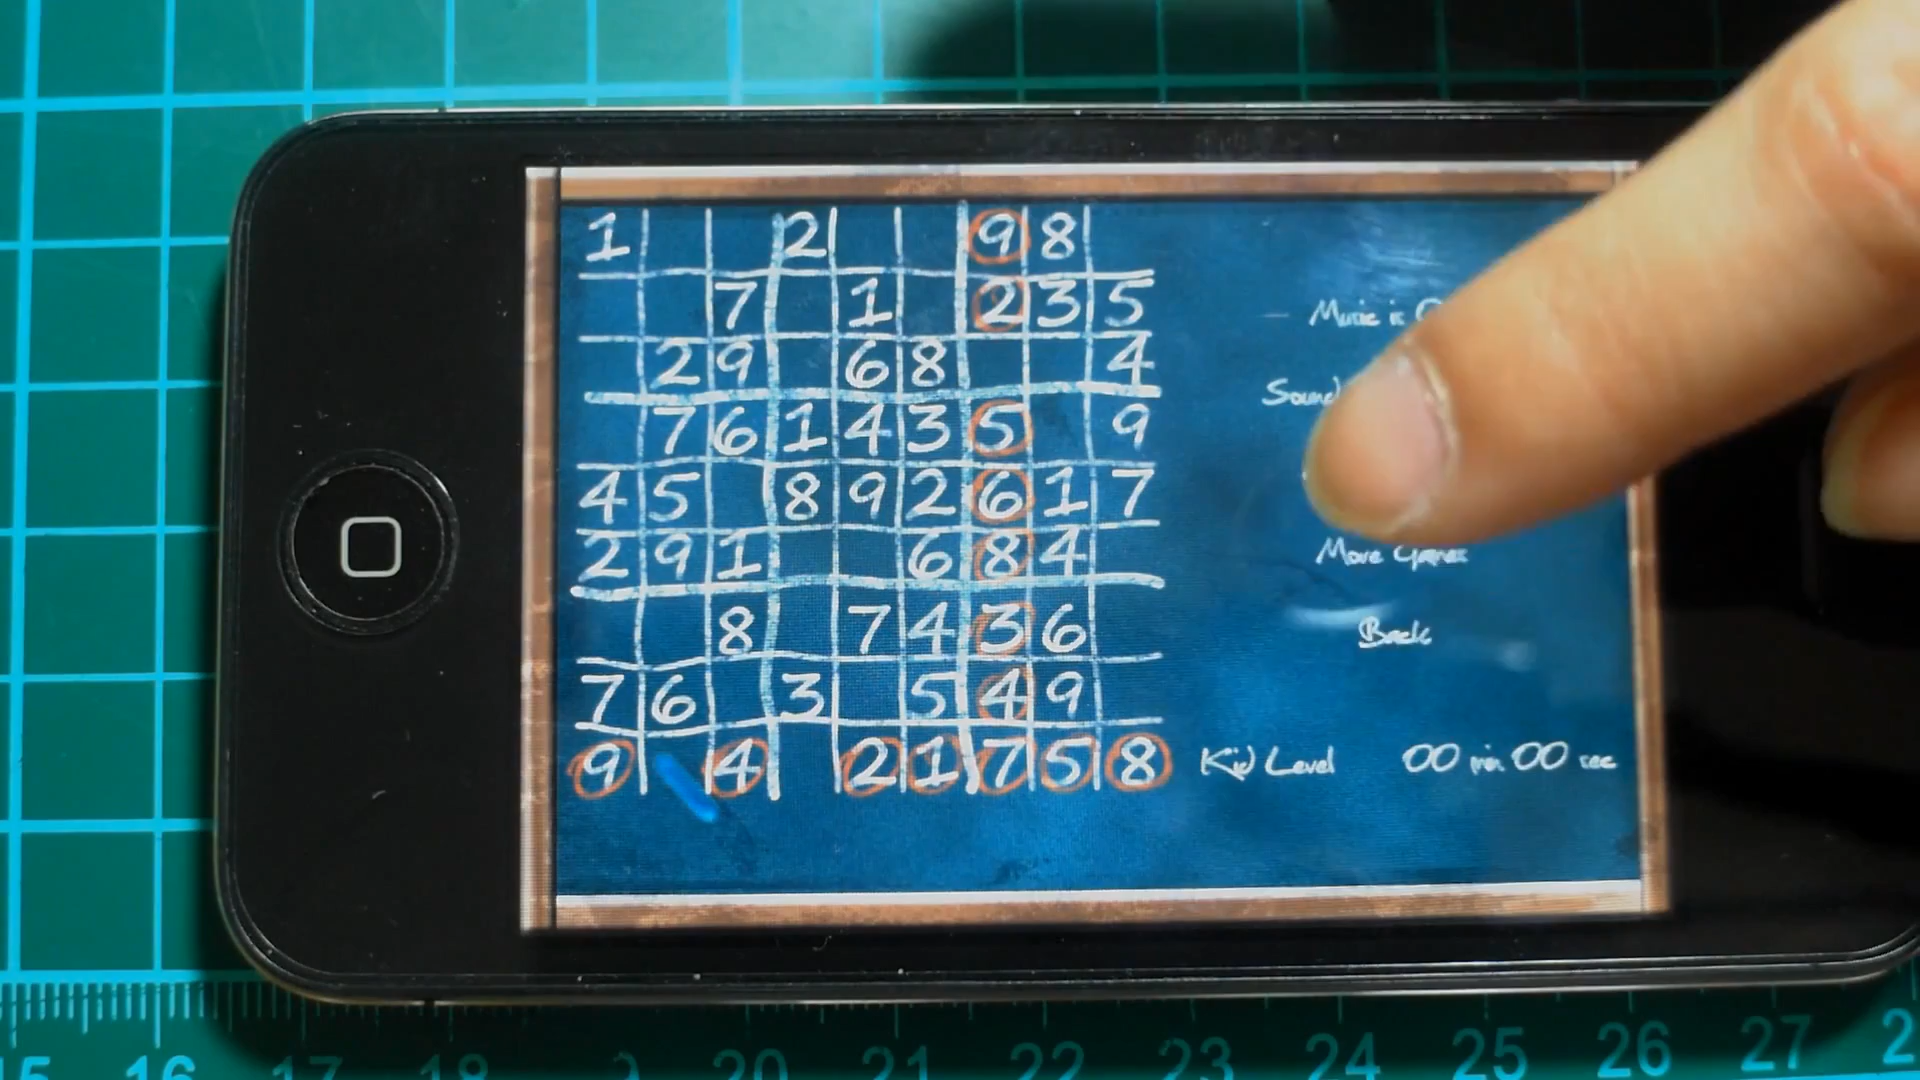 1 2 9 8
7 1 2 3 5
2 9 6 8 4
7 6 1 4 3 5 9
4 5 8 9 2 6 1 7
2 9 1 6 8 4
8 7 4 3 6
7 6 3 5 4 9
9 4 2 1 7 5 8
Music is
Sound
More Games
Back
Kid Level 00 min 00 sec
15 16 17 18 19 20 21 22 23 24 25 26 27